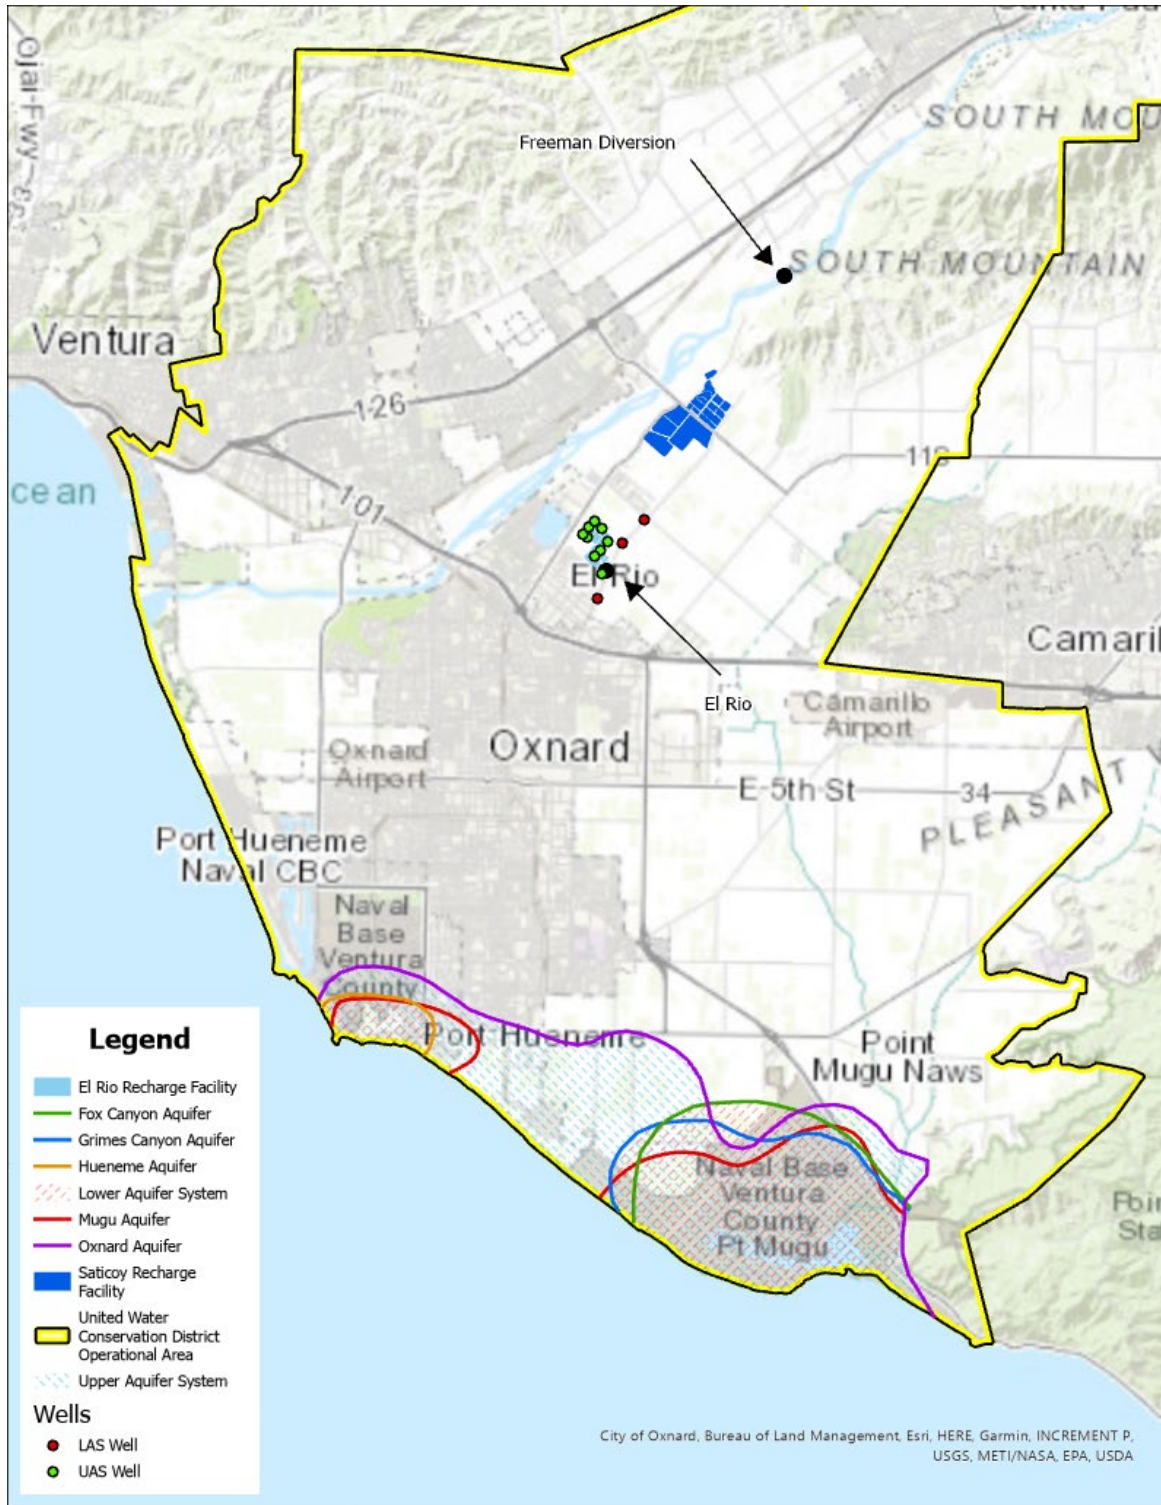 Ojai-Fwy
SOUTH MOU
Freeman Diversion
SOUTH MOUNTAIN
Ventura
126
118
cean
101
El Rio
Camaril
El Rio
Camarillo
Airport
Oxnard
Oxnard
Airport
E-5th St
34
PLEASANT V
Port Hueneme
Naval CBC
Naval
Base
Ventura
County
Port Hueneme
Point
Mugu Naws
Naval Base
Ventura
County
Pt Mugu
Poin
Sta
Legend
El Rio Recharge Facility
Fox Canyon Aquifer
Grimes Canyon Aquifer
Hueneme Aquifer
Lower Aquifer System
Mugu Aquifer
Oxnard Aquifer
Saticoy Recharge
Facility
United Water
Conservation District
Operational Area
Upper Aquifer System
Wells
LAS Well
UAS Well
City of Oxnard, Bureau of Land Management, Esri, HERE, Garmin, INCREMENT P,
USGS, METI/NASA, EPA, USDA